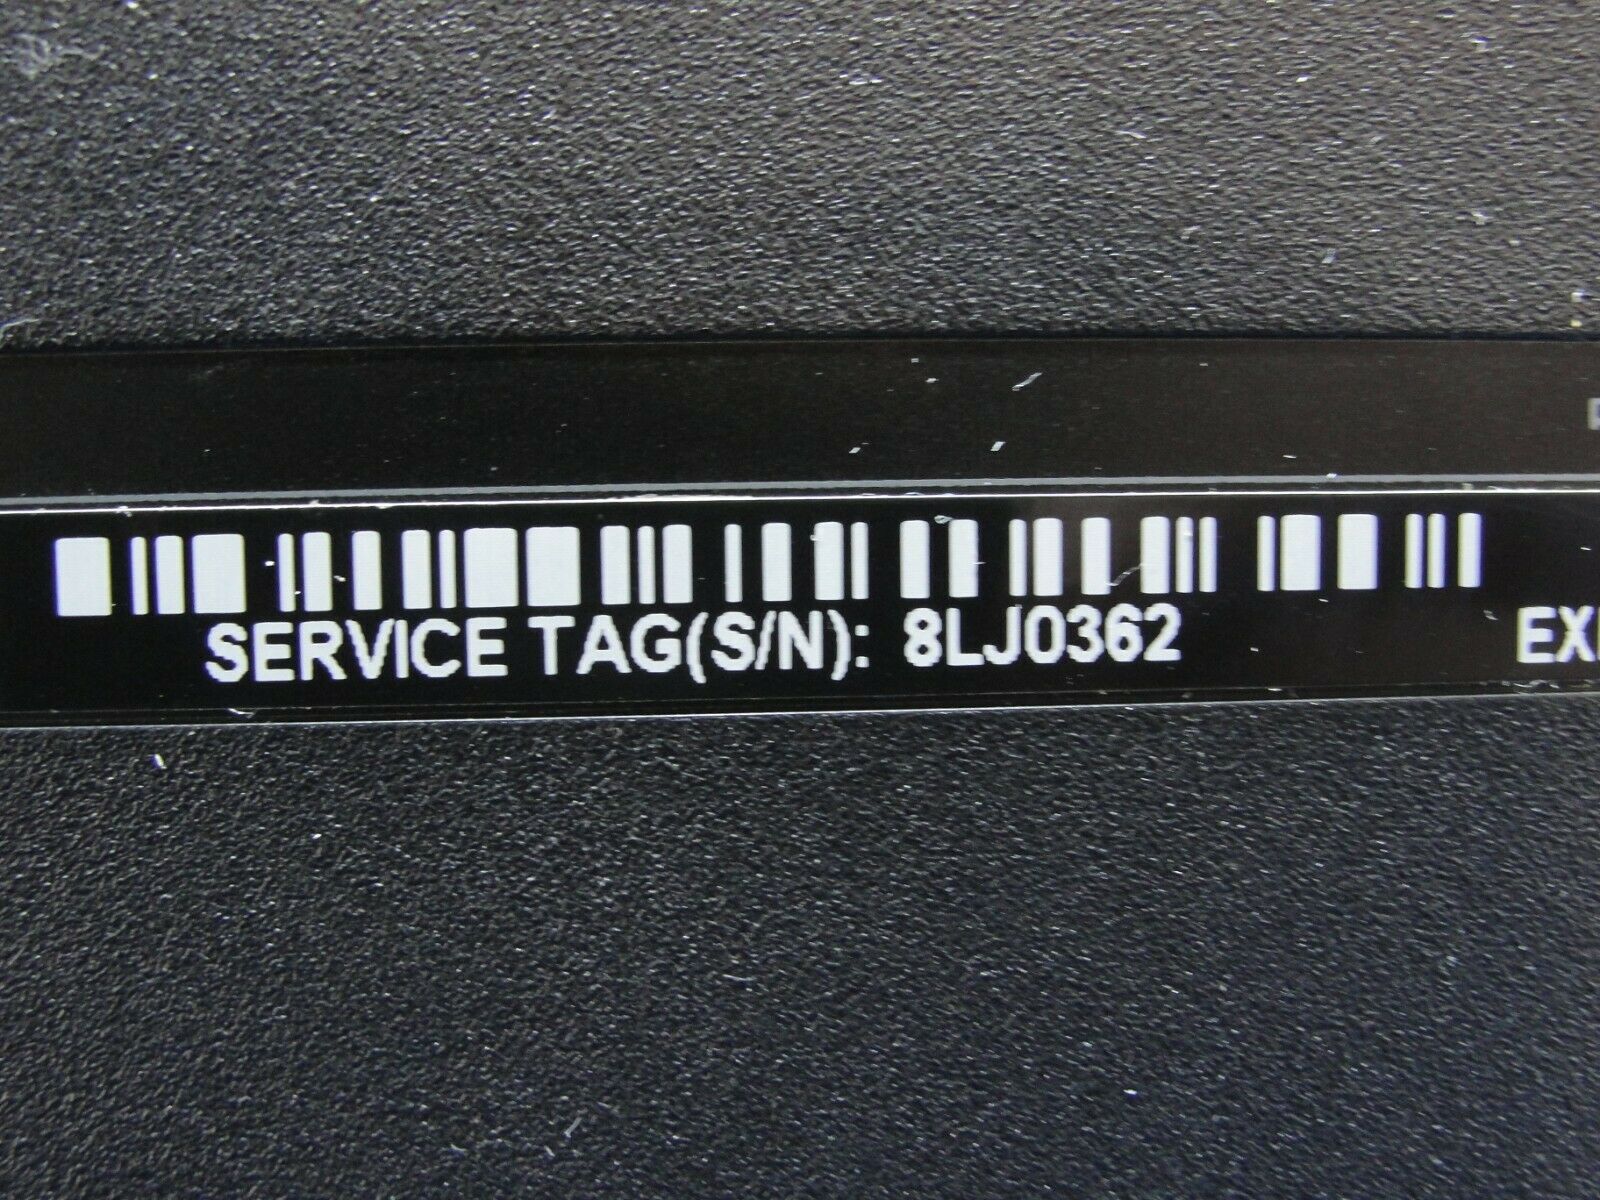 SERVICE TAG(S/N): 8LJ0362